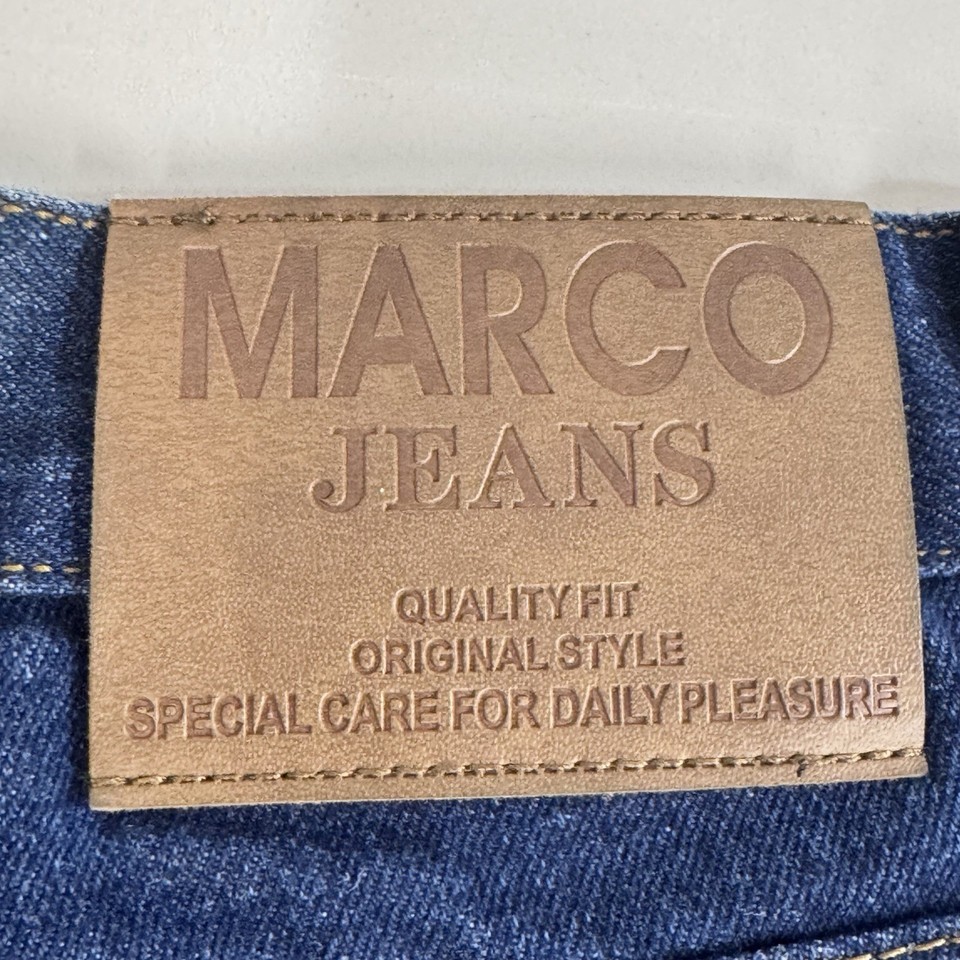 MARCO
JEANS
QUALITY FIT
ORIGINAL STYLE
SPECIAL CARE FOR DAILY PLEASURE